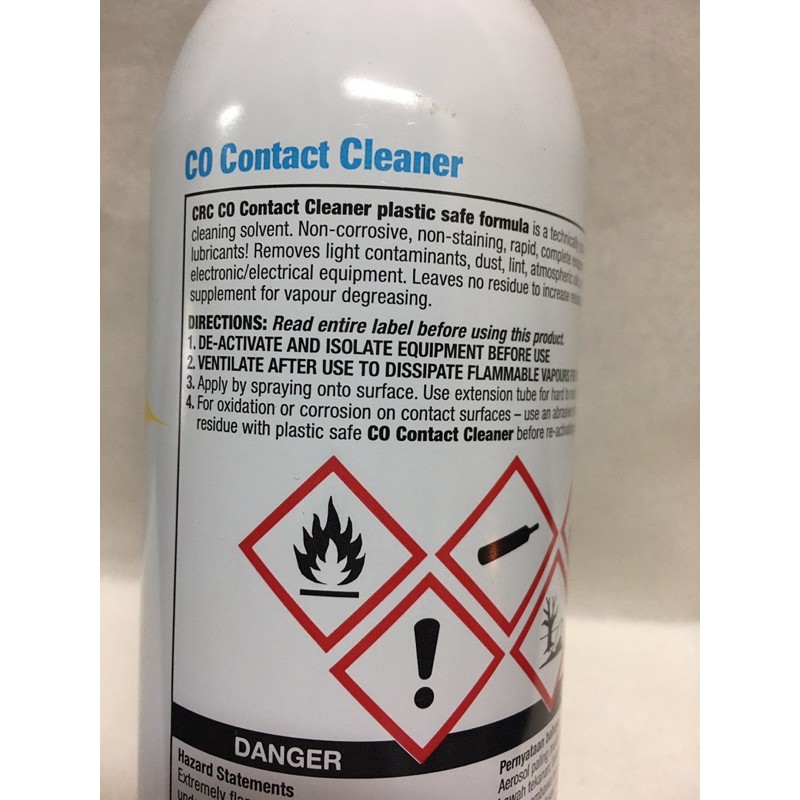 CO Contact Cleaner
CRC CO Contact Cleaner plastic safe formula is a technically
cleaning solvent. Non-corrosive, non-staining, rapid, complete
lubricants! Removes light contaminants, dust, lint, atmospheric
electronic/electrical equipment. Leaves no residue to increase
supplement for vapour degreasing.
DIRECTIONS: Read entire label before using this product.
1. DE-ACTIVATE AND ISOLATE EQUIPMENT BEFORE USE
2. VENTILATE AFTER USE TO DISSIPATE FLAMMABLE VAPOURS
3. Apply by spraying onto surface. Use extension tube for hard to
4. For oxidation or corrosion on contact surfaces – use an
residue with plastic safe CO Contact Cleaner before
DANGER
Hazard Statements
Extremely
Pernyataan
Aerosol paling